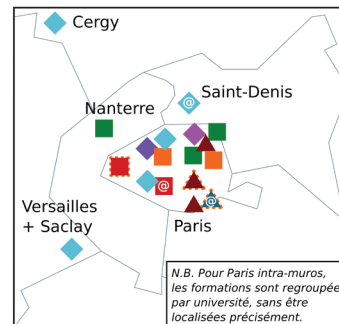 Cergy
@
Saint-Denis
Nanterre
@
@
Versailles
+ Saclay
Paris
N.B. Pour Paris intra-muros,
les formations sont regroupée
par université, sans être
localisées précisément.